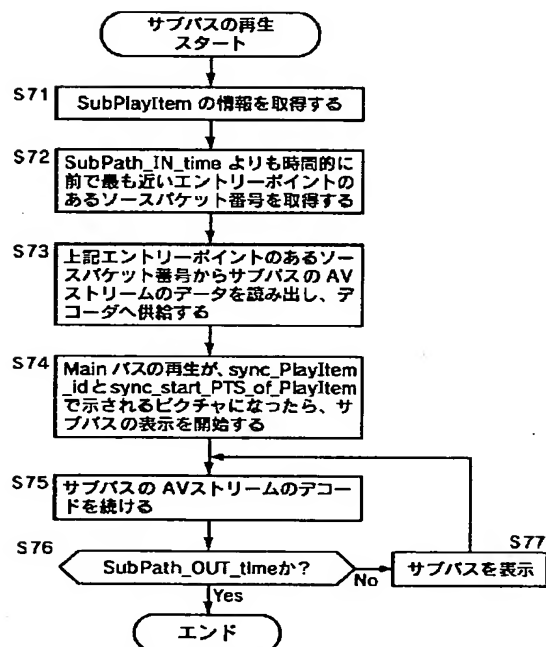 サブパスの再生
スタート
S71
SubPlayItem の情報を取得する
S72
SubPath_IN_time よりも時間的に
前で最も近いエントリーポイントの
あるソースパケット番号を取得する
S73
上記エントリーポイントのあるソー
スパケット番号からサブパスの AV
ストリームのデータを読み出し、デ
コーダへ供給する
S74
Main パスの再生が、sync_PlayItem
_idとsync_start_PTS_of_PlayItem
で示されるピクチャになったら、サ
ブパスの表示を開始する
S75
サブパスの AVストリームのデコー
ドを続ける
S76
SubPath_OUT_timeか?
No
S77
サブパスを表示
Yes
エンド